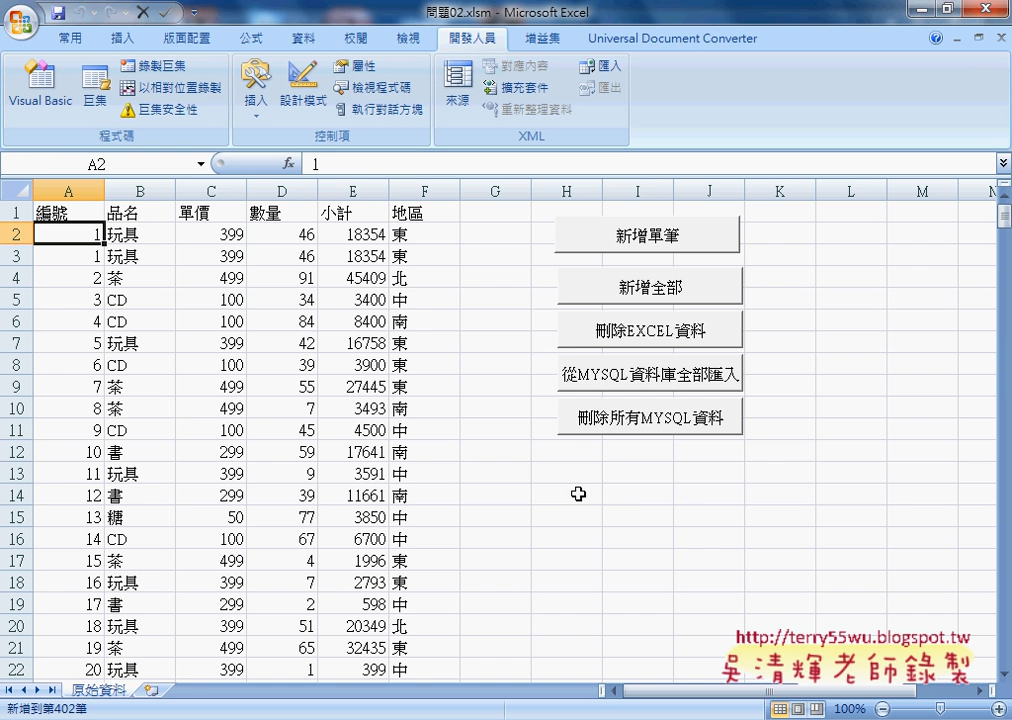 問題02.xlsm - Microsoft Excel
常用 插入 版面配置 公式 資料 校閱 檢視 開發人員 增益集 Universal Document Converter
Visual Basic 巨集 錄製巨集 以相對位置錄製 巨集安全性 程式碼
插入 設計模式 屬性 檢視程式碼 執行對話方塊 控制項
來源 對應內容 擴充套件 重新整理資料 匯入 匯出 XML
A2 fx 1
A B C D E F G H I J K L M N
1 編號 品名 單價 數量 小計 地區
2 1 玩具 399 46 18354 東
3 1 玩具 399 46 18354 東
4 2 茶 499 91 45409 北
5 3 CD 100 34 3400 中
6 4 CD 100 84 8400 南
7 5 玩具 399 42 16758 東
8 6 CD 100 39 3900 東
9 7 茶 499 55 27445 東
10 8 茶 499 7 3493 南
11 9 CD 100 45 4500 中
12 10 書 299 59 17641 南
13 11 玩具 399 9 3591 中
14 12 書 299 39 11661 南
15 13 糖 50 77 3850 中
16 14 CD 100 67 6700 中
17 15 茶 499 4 1996 東
18 16 玩具 399 7 2793 東
19 17 書 299 2 598 中
20 18 玩具 399 51 20349 北
21 19 茶 499 65 32435 東
22 20 玩具 399 1 399 中
新增單筆
新增全部
刪除EXCEL資料
從MYSQL資料庫全部匯入
刪除所有MYSQL資料
http://terry55wu.blogspot.tw
吳清輝老師錄製
原始資料
新增到第402筆
100%